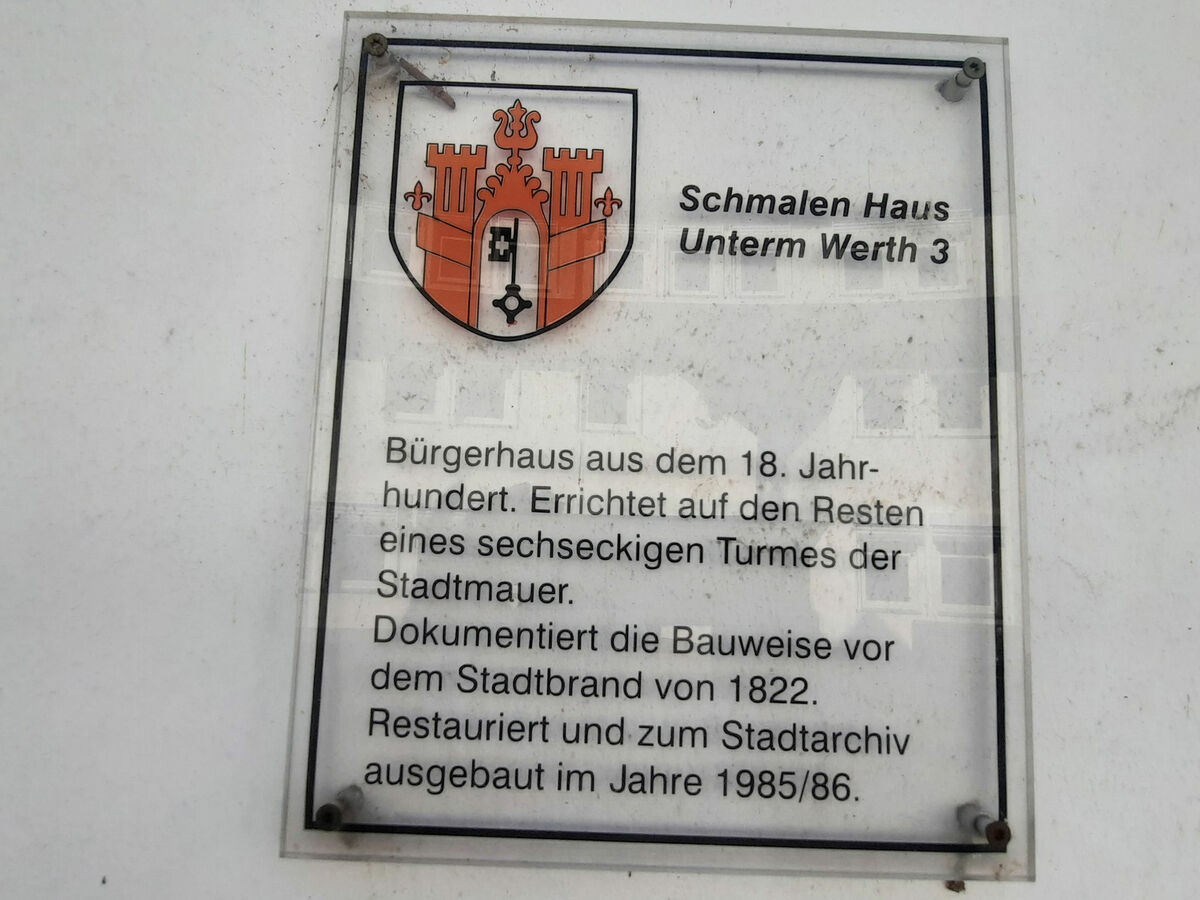 Schmalen Haus
Unterm Werth 3
Bürgerhaus aus dem 18. Jahr-
hundert. Errichtet auf den Resten
eines sechseckigen Turmes der
Stadtmauer.
Dokumentiert die Bauweise vor
dem Stadtbrand von 1822.
Restauriert und zum Stadtarchiv
ausgebaut im Jahre 1985/86.